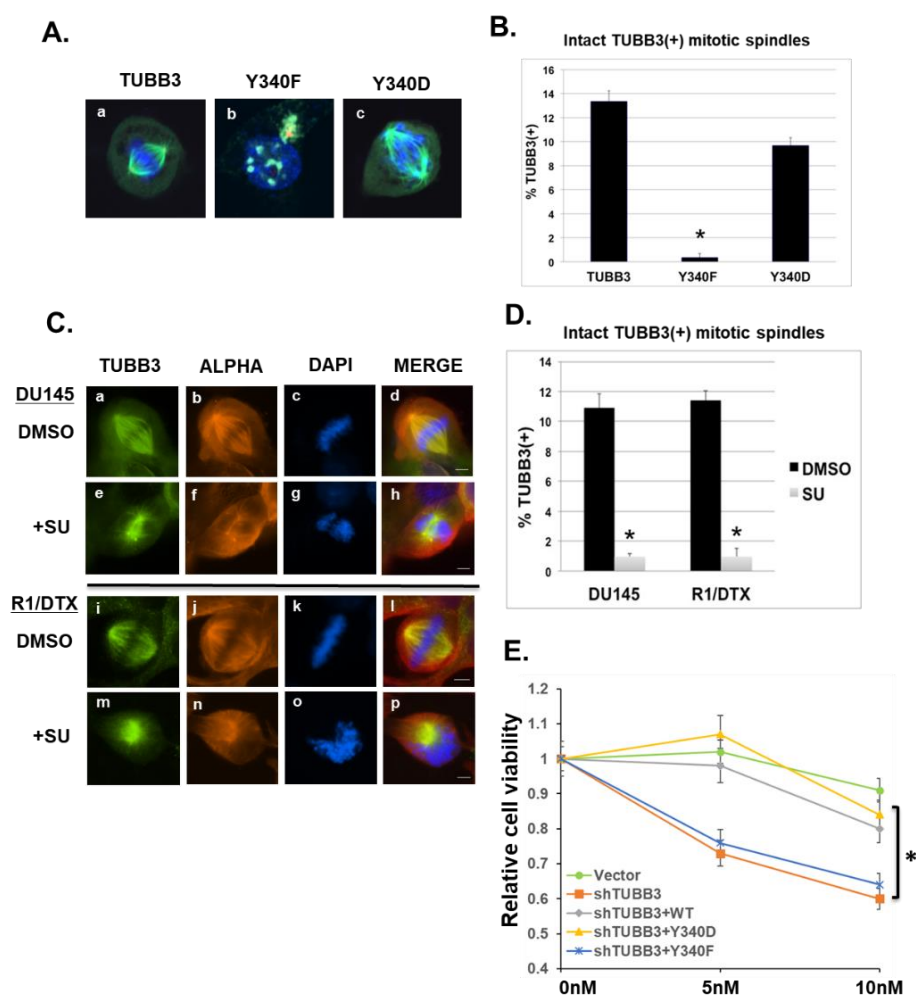 A.
TUBB3 Y340F Y340D
a b c
B.
Intact TUBB3(+) mitotic spindles
% TUBB3(+)
16
14
12
10
8
6
4
2
0
*
TUBB3 Y340F Y340D
C.
TUBB3 ALPHA DAPI MERGE
DU145
DMSO
a b c d
+SU
e f g h
R1/DTX
DMSO
i j k l
+SU
m n o p
D.
Intact TUBB3(+) mitotic spindles
% TUBB3(+)
14
12
10
8
6
4
2
0
* *
DU145 R1/DTX
DMSO
SU
E.
Relative cell viability
1.2
1.1
1
0.9
0.8
0.7
0.6
0.5
0.4
*
Vector
shTUBB3
shTUBB3+WT
shTUBB3+Y340D
shTUBB3+Y340F
0nM 5nM 10nM